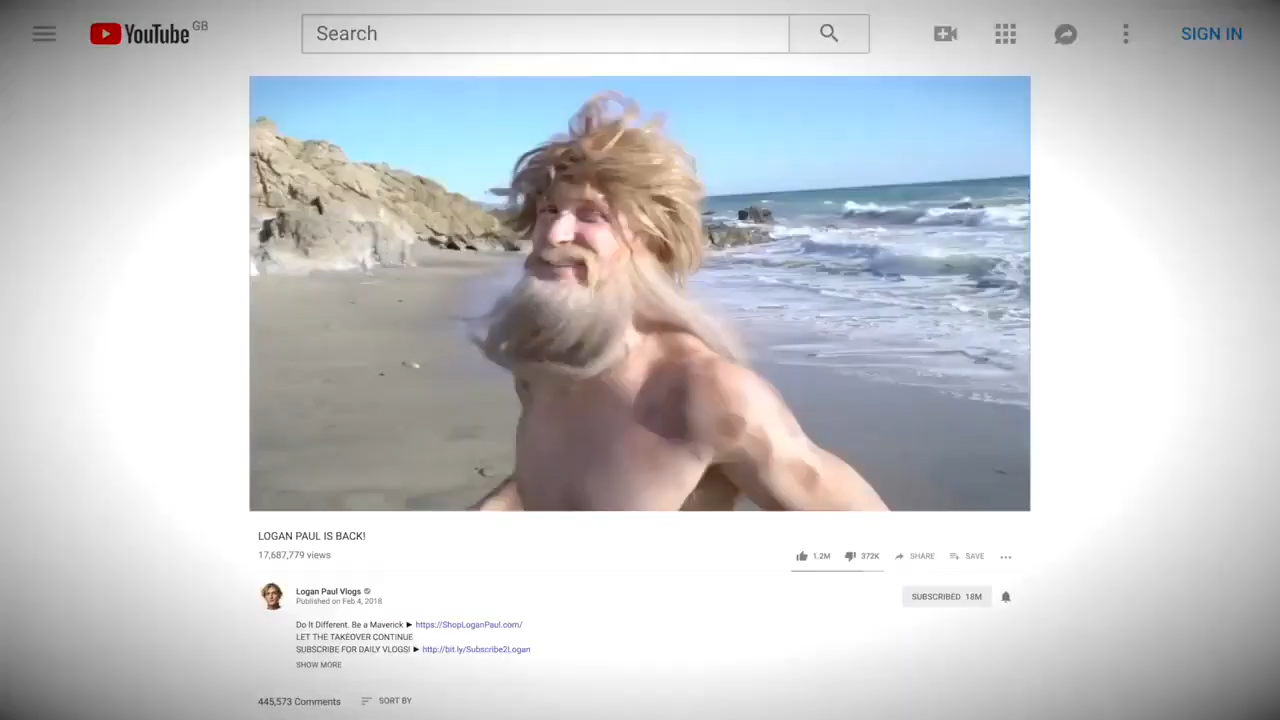 YouTube GB
Search
SIGN IN
LOGAN PAUL IS BACK!
17,687,779 views
1.2M
372K
SHARE
SAVE
Logan Paul Vlogs
Published on Feb 4, 2018
SUBSCRIBED 18M
Do It Different. Be a Maverick ► https://ShopLoganPaul.com/
LET THE TAKEOVER CONTINUE
SUBSCRIBE FOR DAILY VLOGS! ► http://bit.ly/Subscribe2Logan
SHOW MORE
445,573 Comments
SORT BY